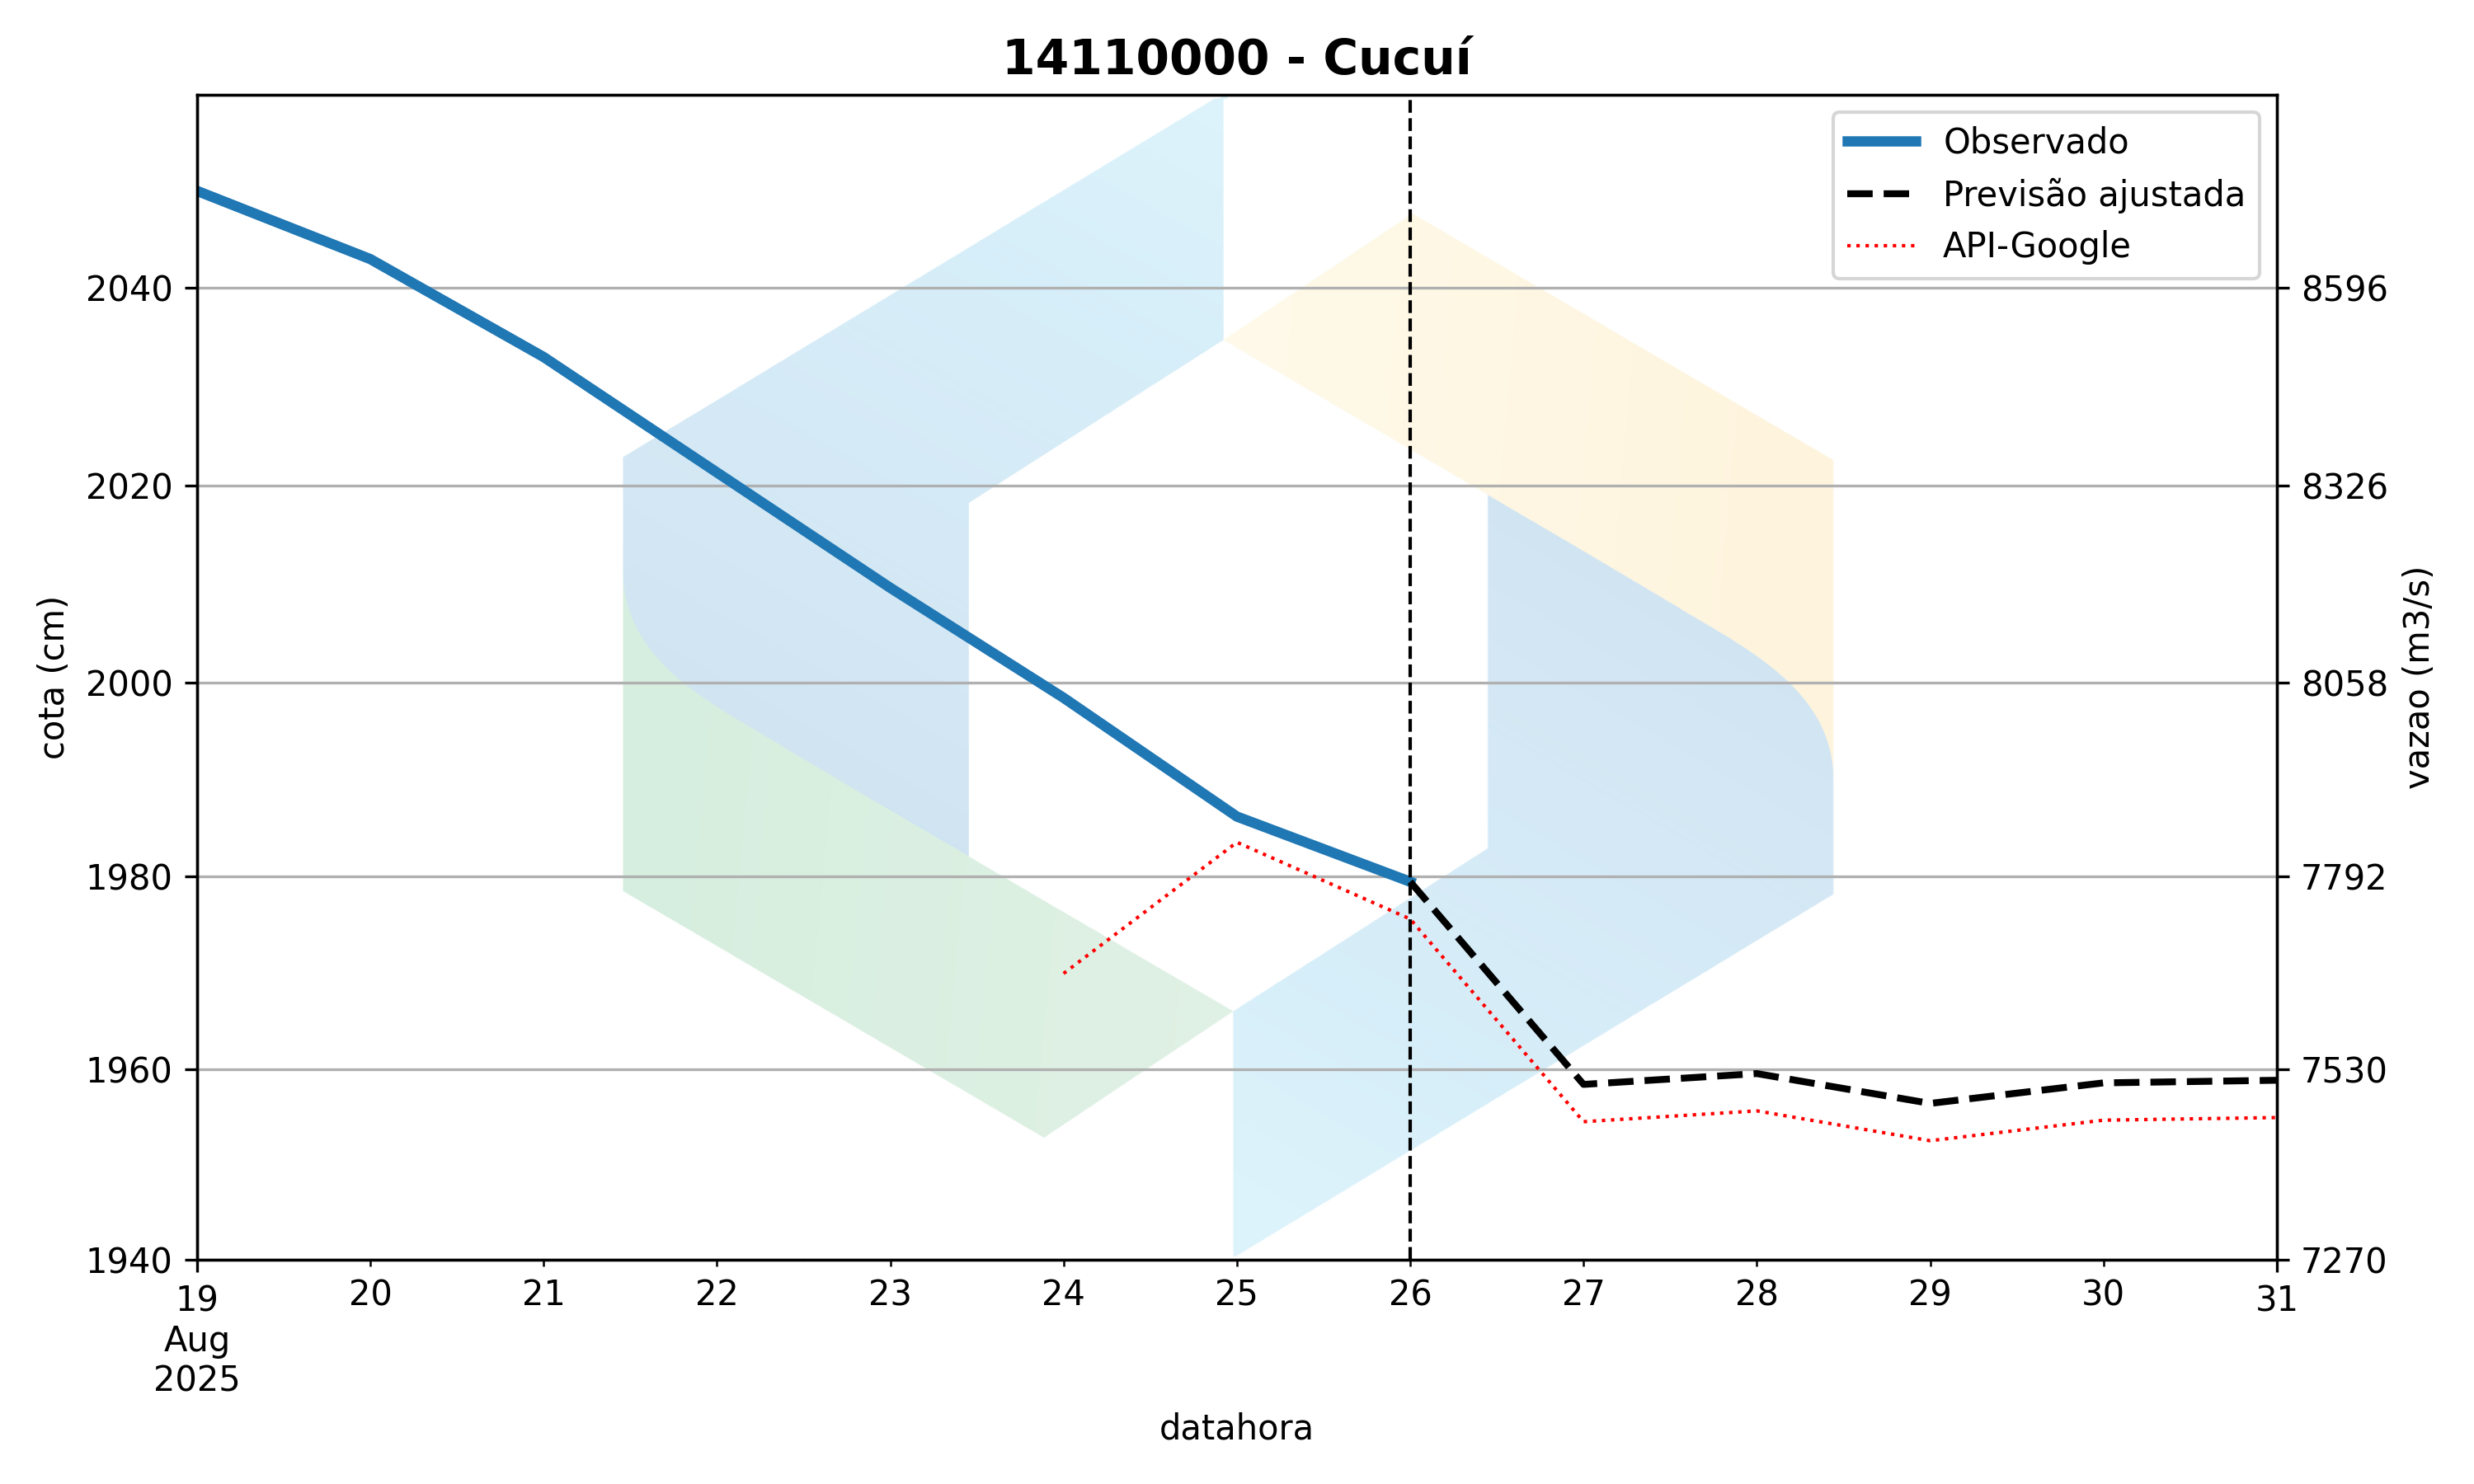 14110000 - Cucuí
Observado
Previsão ajustada
API-Google
2040
2020
2000
1980
1960
1940
cota (cm)
8596
8326
8058
7792
7530
7270
vazao (m3/s)
19 20 21 22 23 24 25 26 27 28 29 30 31
Aug
2025
datahora